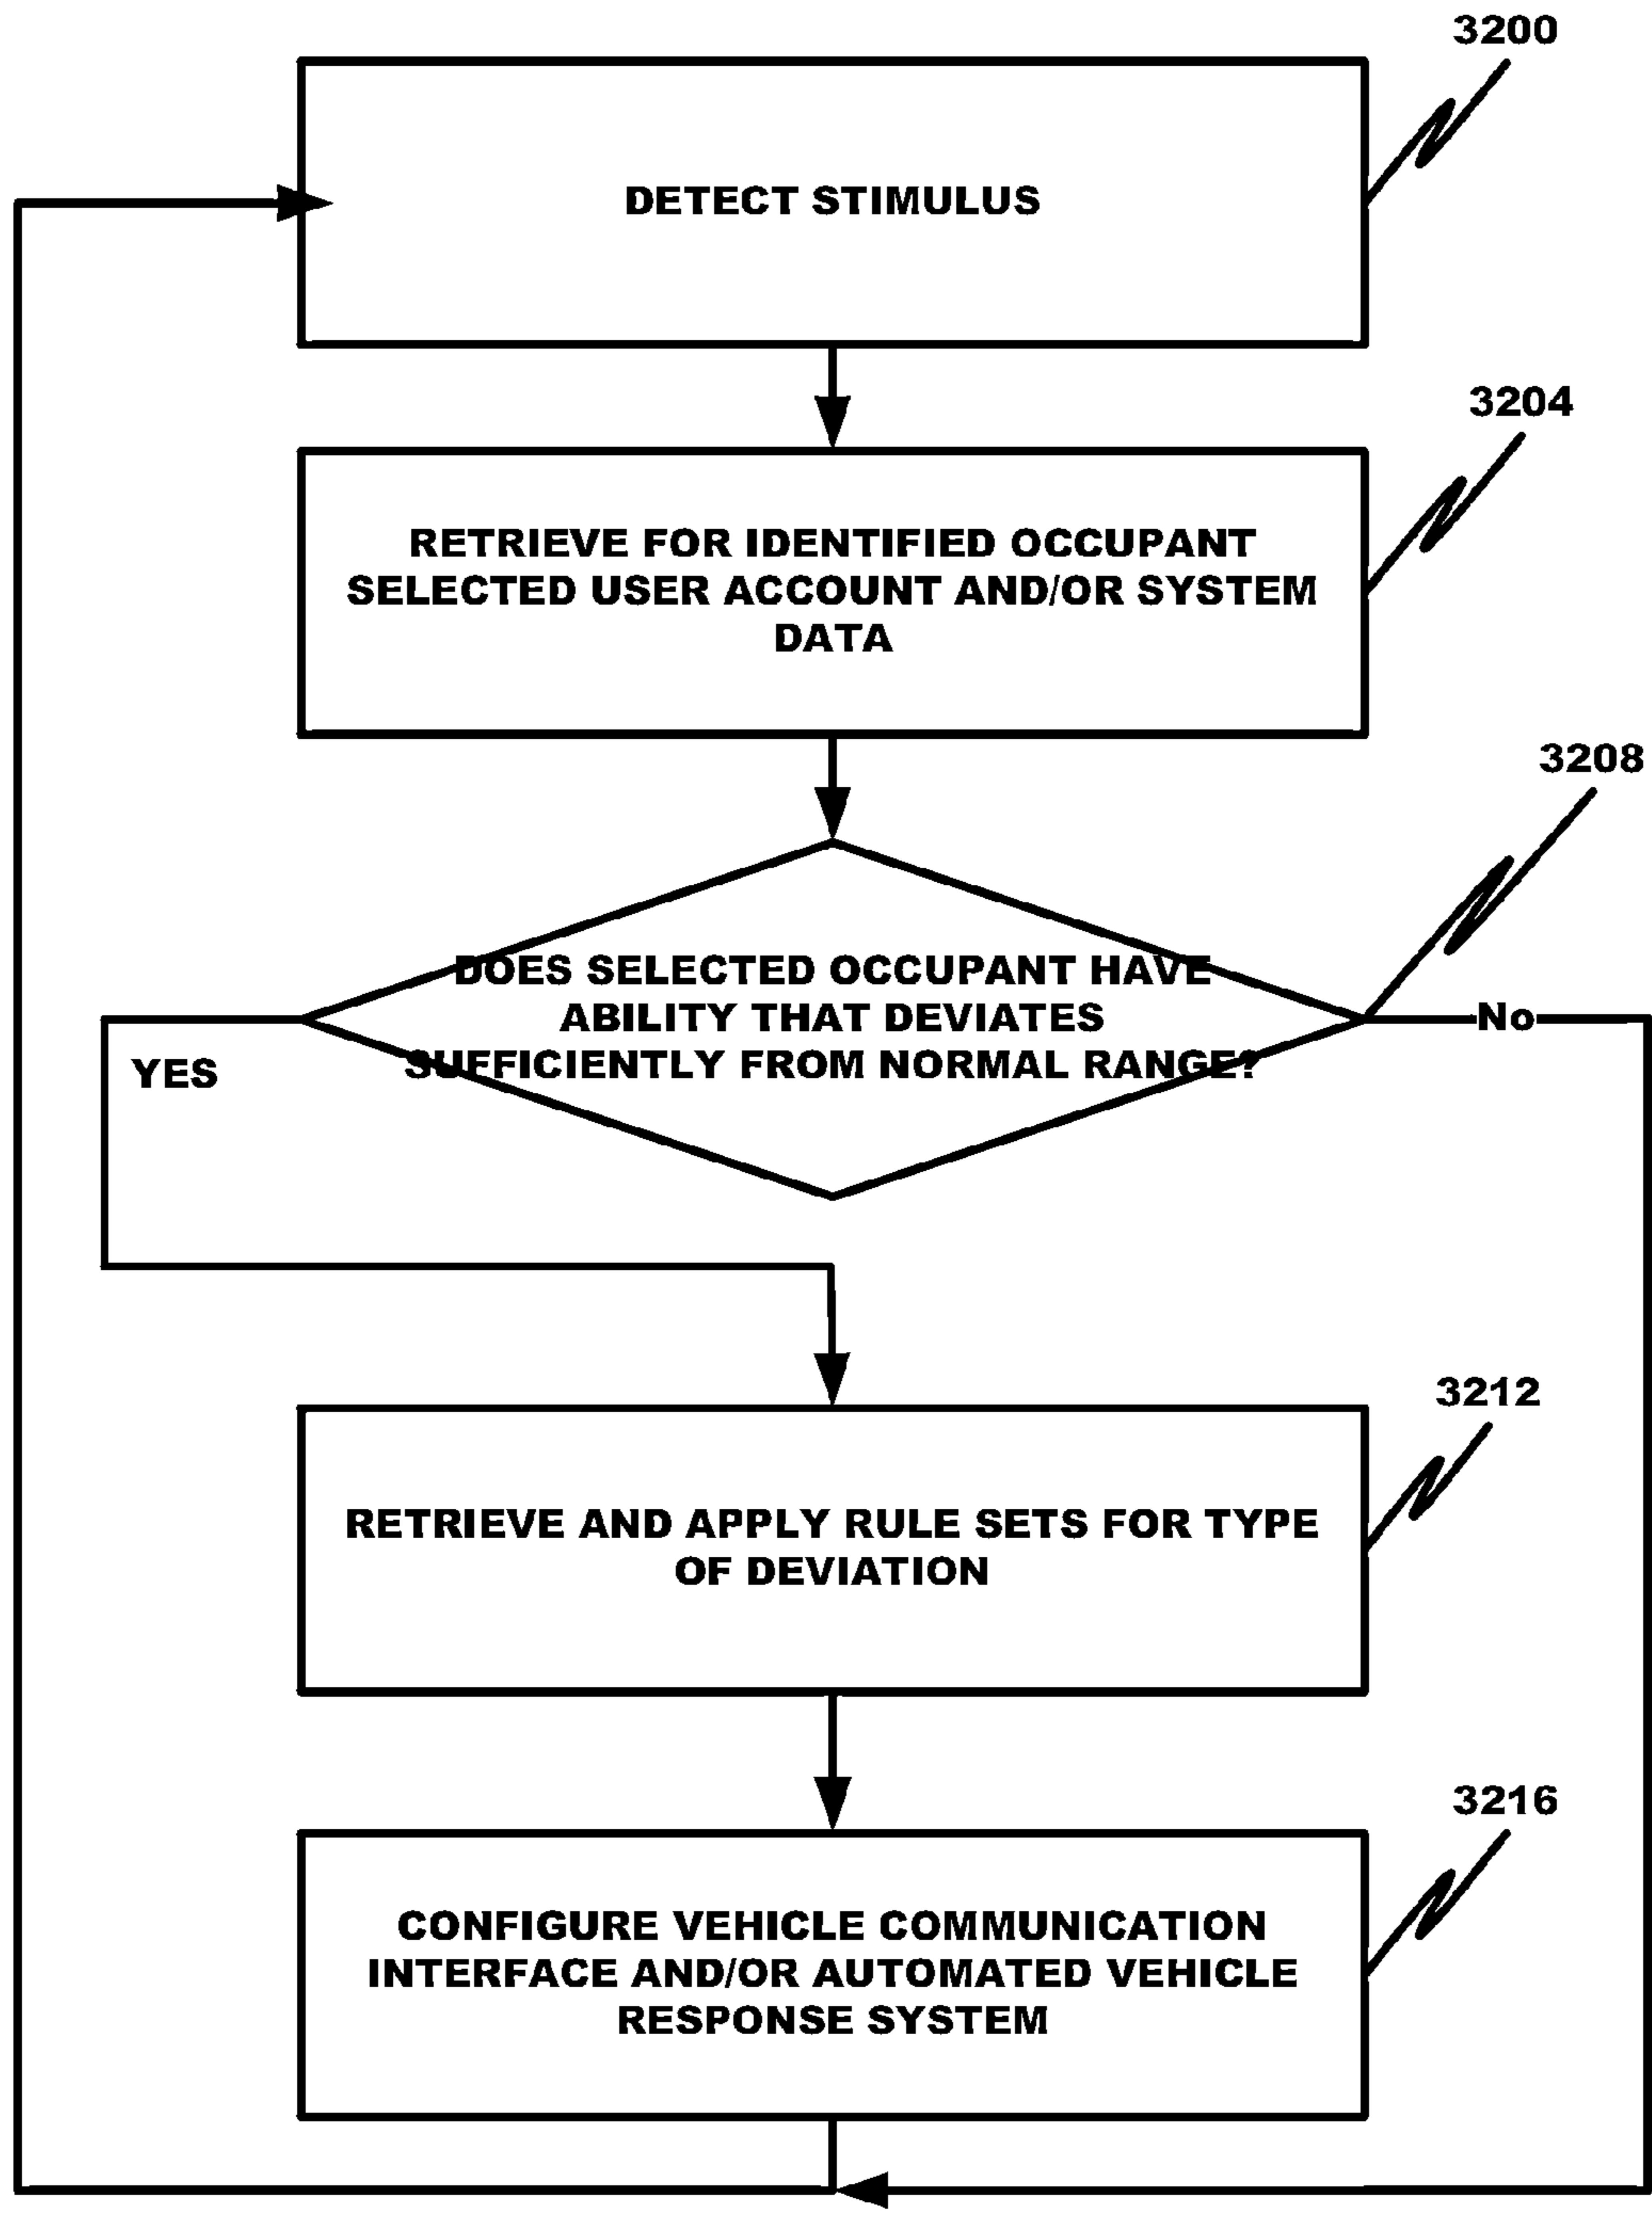 3200
DETECT STIMULUS
3204
RETRIEVE FOR IDENTIFIED OCCUPANT
SELECTED USER ACCOUNT AND/OR SYSTEM
DATA
3208
DOES SELECTED OCCUPANT HAVE
ABILITY THAT DEVIATES
SUFFICIENTLY FROM NORMAL RANGE?
No
YES
3212
RETRIEVE AND APPLY RULE SETS FOR TYPE
OF DEVIATION
3216
CONFIGURE VEHICLE COMMUNICATION
INTERFACE AND/OR AUTOMATED VEHICLE
RESPONSE SYSTEM